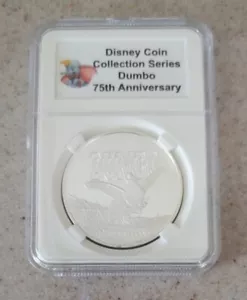 Disney Coin
Collection Series
Dumbo
75th Anniversary